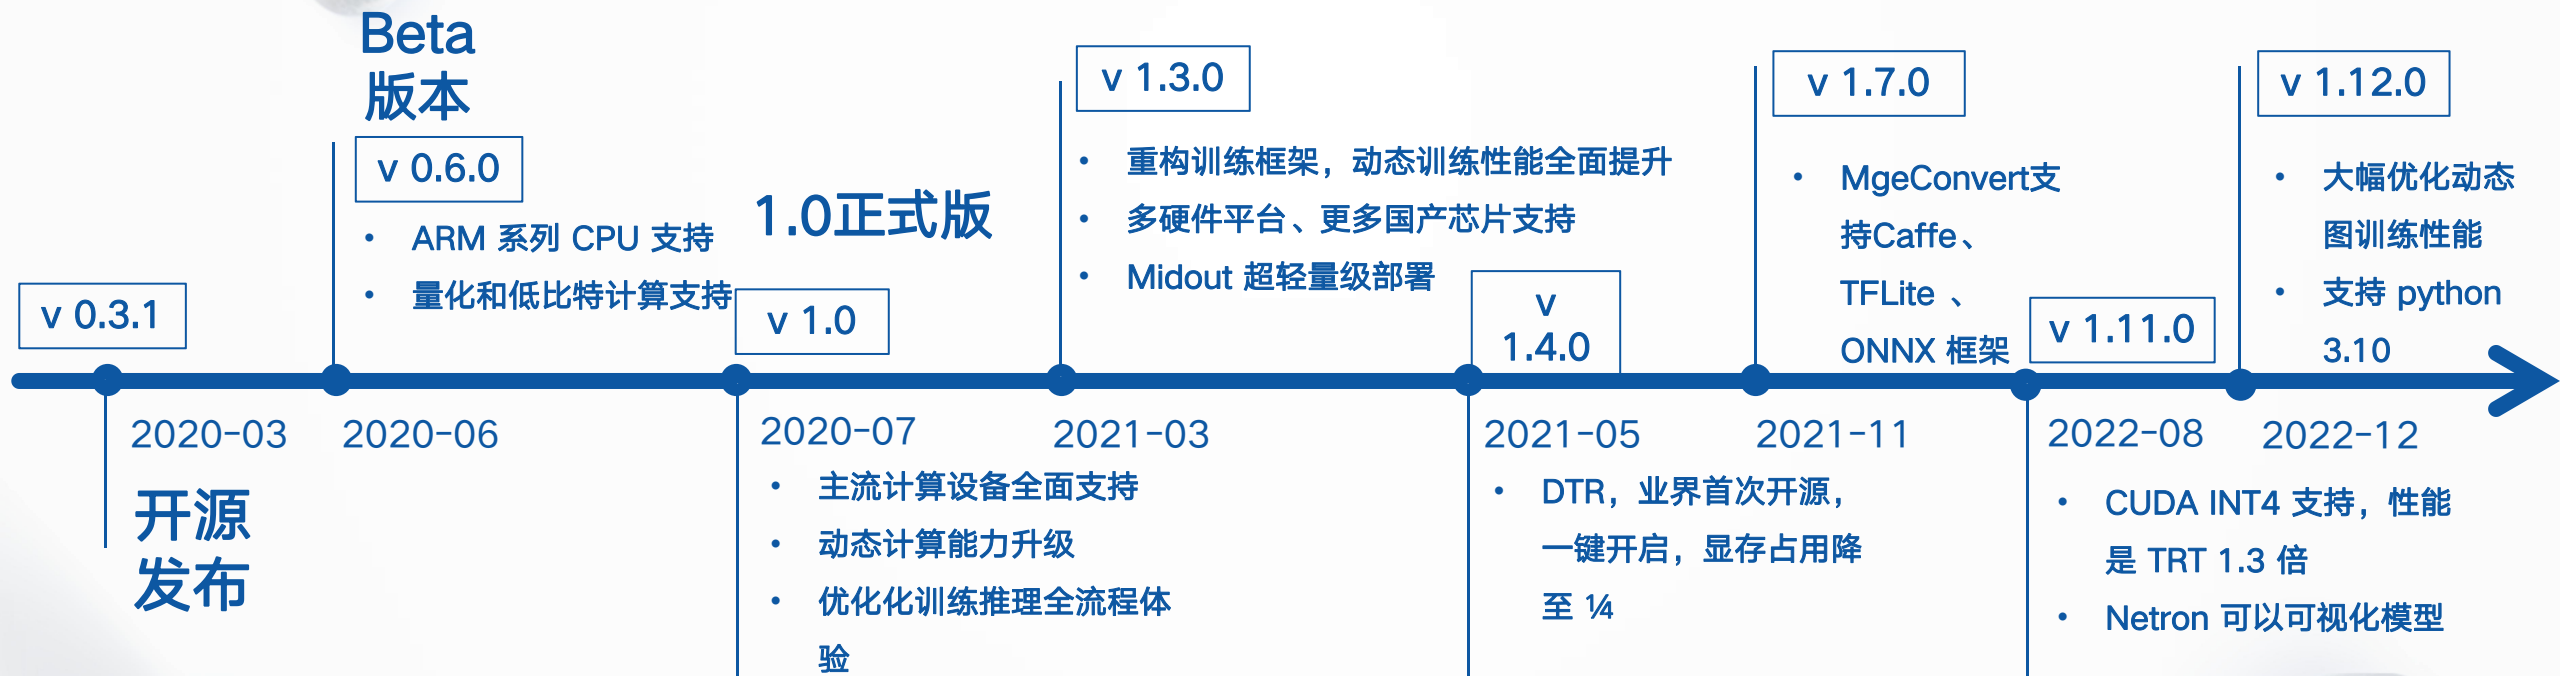 Beta
版本
v 0.6.0
• ARM 系列 CPU 支持
• 量化和低比特计算支持
v 0.3.1
2020-03
开源
发布
2020-06
1.0正式版
v 1.0
2020-07
• 主流计算设备全面支持
• 动态计算能力升级
• 优化化训练推理全流程体
验
v 1.3.0
• 重构训练框架，动态训练性能全面提升
• 多硬件平台、更多国产芯片支持
• Midout 超轻量级部署
2021-03
v
1.4.0
2021-05
• DTR，业界首次开源，
一键开启，显存占用降
至 ¼
v 1.7.0
• MgeConvert支
持Caffe、
TFLite 、
ONNX 框架
2021-11
v 1.11.0
2022-08
• CUDA INT4 支持，性能
是 TRT 1.3 倍
• Netron 可以可视化模型
v 1.12.0
• 大幅优化动态
图训练性能
• 支持 python
3.10
2022-12